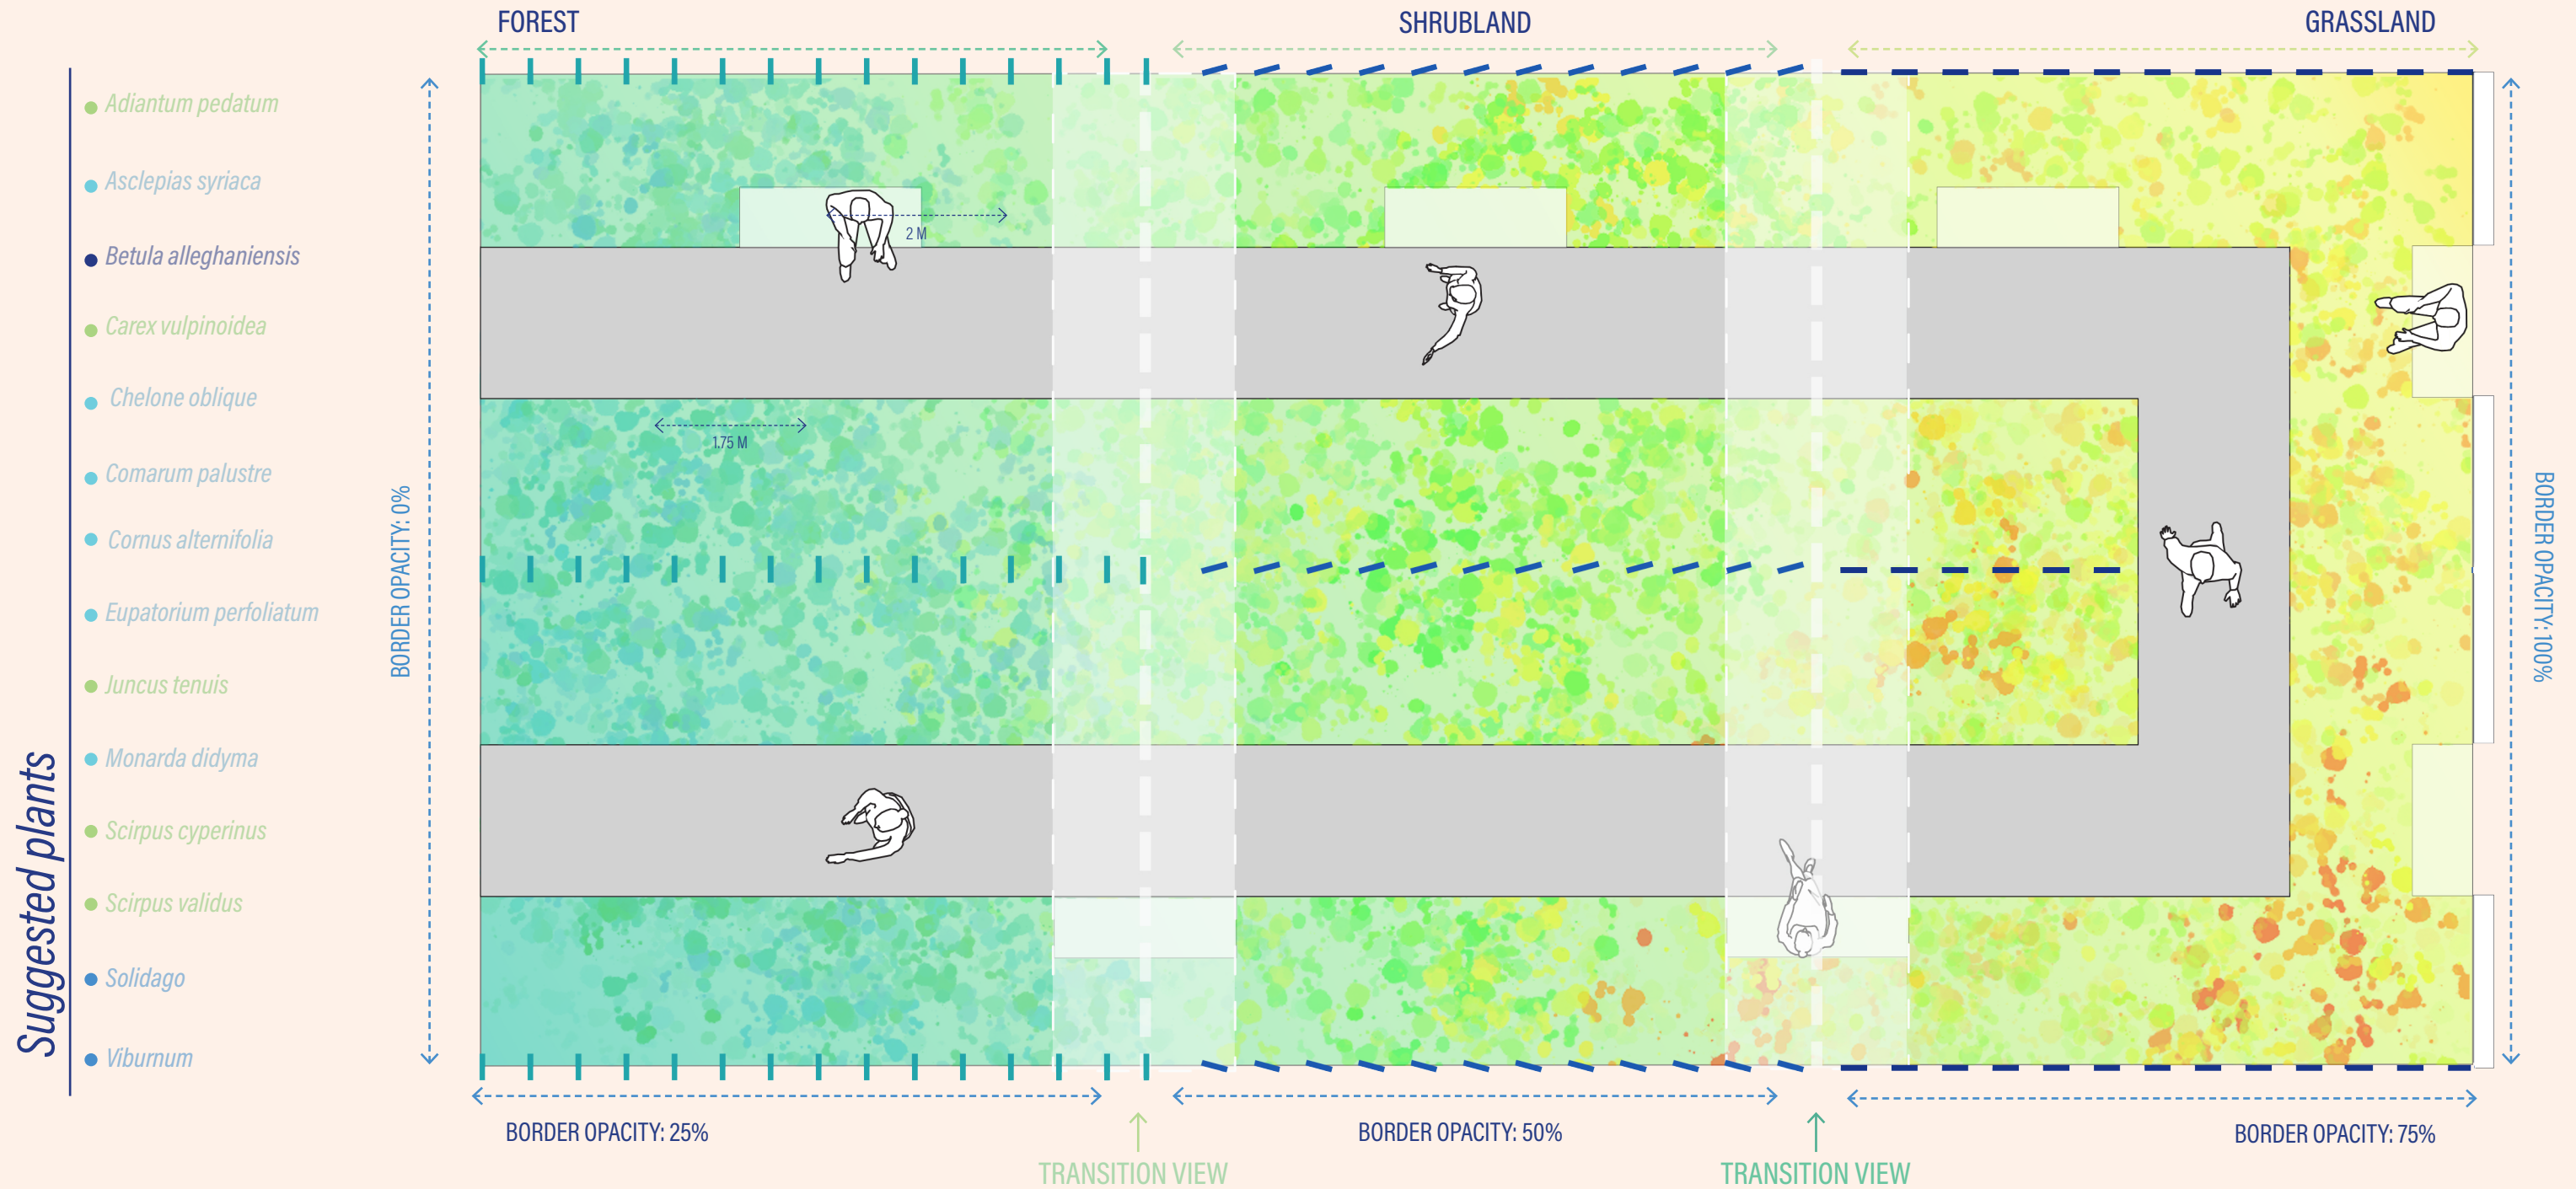 FOREST
SHRUBLAND
GRASSLAND
Suggested plants
Adiantum pedatum
Asclepias syriaca
Betula alleghaniensis
Carex vulpinoidea
Chelone oblique
Comarum palustre
Cornus alternifolia
Eupatorium perfoliatum
Juncus tenuis
Monarda didyma
Scirpus cyperinus
Scirpus validus
Solidago
Viburnum
BORDER OPACITY: 0%
2 M
1.75 M
BORDER OPACITY: 100%
BORDER OPACITY: 25%
BORDER OPACITY: 50%
BORDER OPACITY: 75%
TRANSITION VIEW
TRANSITION VIEW